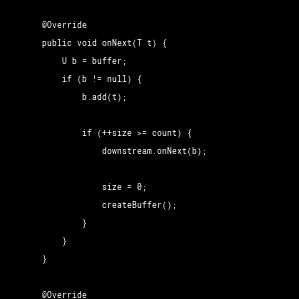 @Override
public void onNext(T t) {
U b = buffer;
if (b != null) {
b.add(t);
if (++size >= count) {
downstream.onNext(b);
size = 0;
createBuffer();
}
}
}
@Override